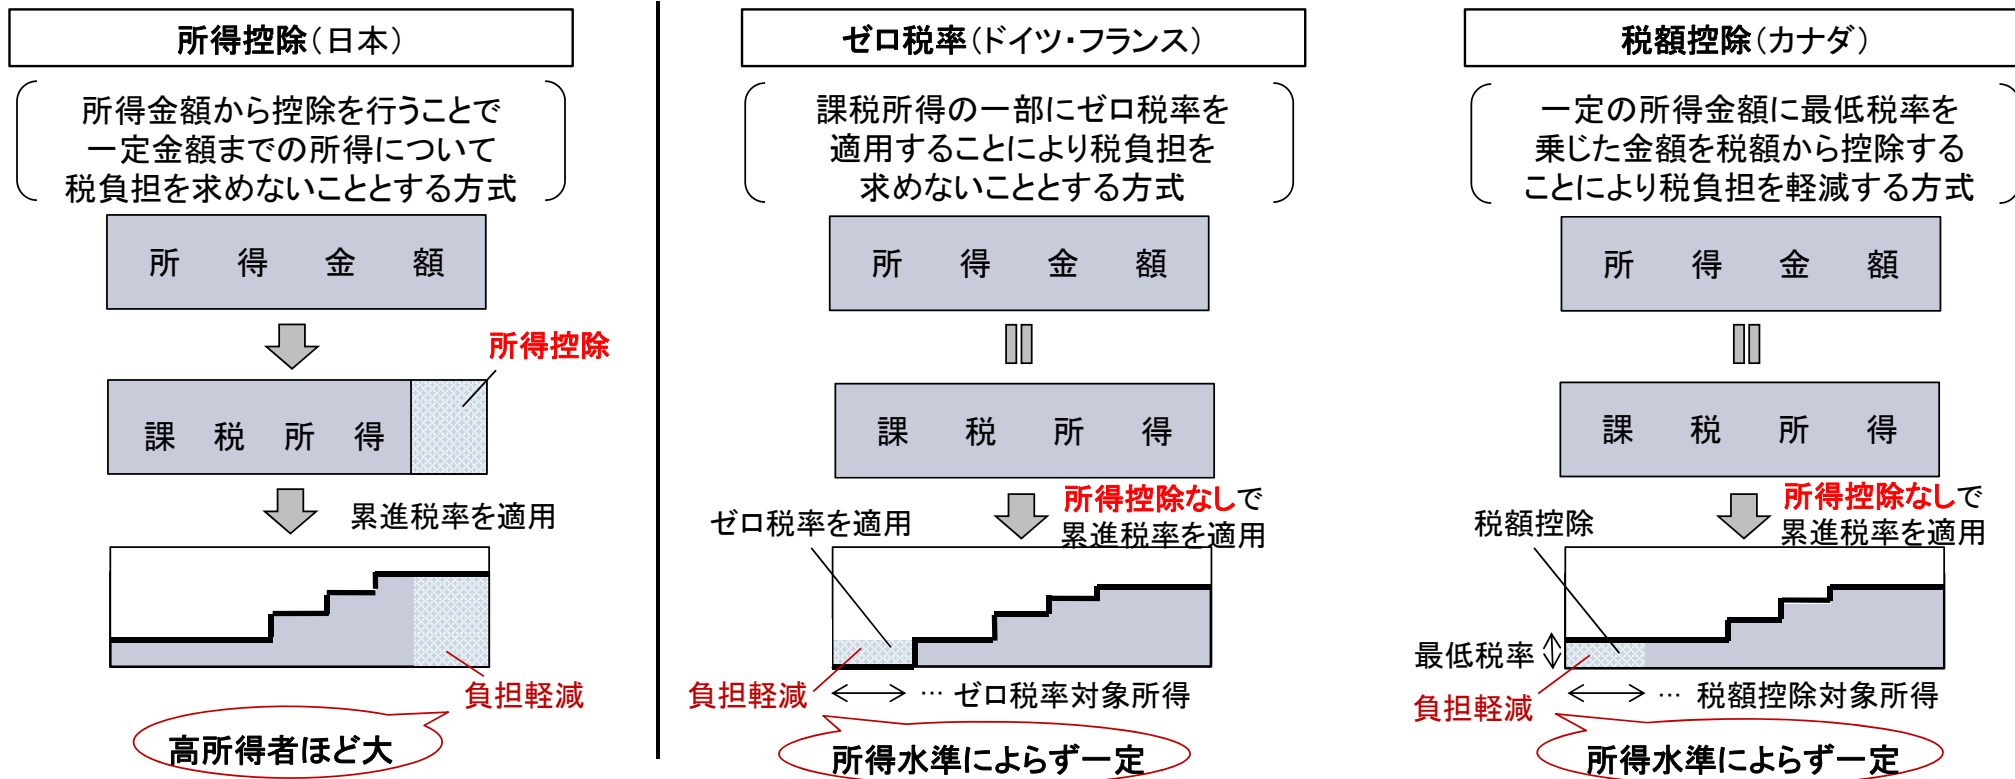 所得控除(日本)
所得金額から控除を行うことで
一定金額までの所得について
税負担を求めないこととする方式
所得金額
所得控除
課税所得
累進税率を適用
負担軽減
高所得者ほど大
ゼロ税率(ドイツ・フランス)
課税所得の一部にゼロ税率を
適用することにより税負担を
求めないこととする方式
所得金額
課税所得
所得控除なしで
累進税率を適用
ゼロ税率を適用
負担軽減
… ゼロ税率対象所得
所得水準によらず一定
税額控除(カナダ)
一定の所得金額に最低税率を
乗じた金額を税額から控除する
ことにより税負担を軽減する方式
所得金額
課税所得
所得控除なしで
累進税率を適用
税額控除
最低税率
負担軽減
… 税額控除対象所得
所得水準によらず一定